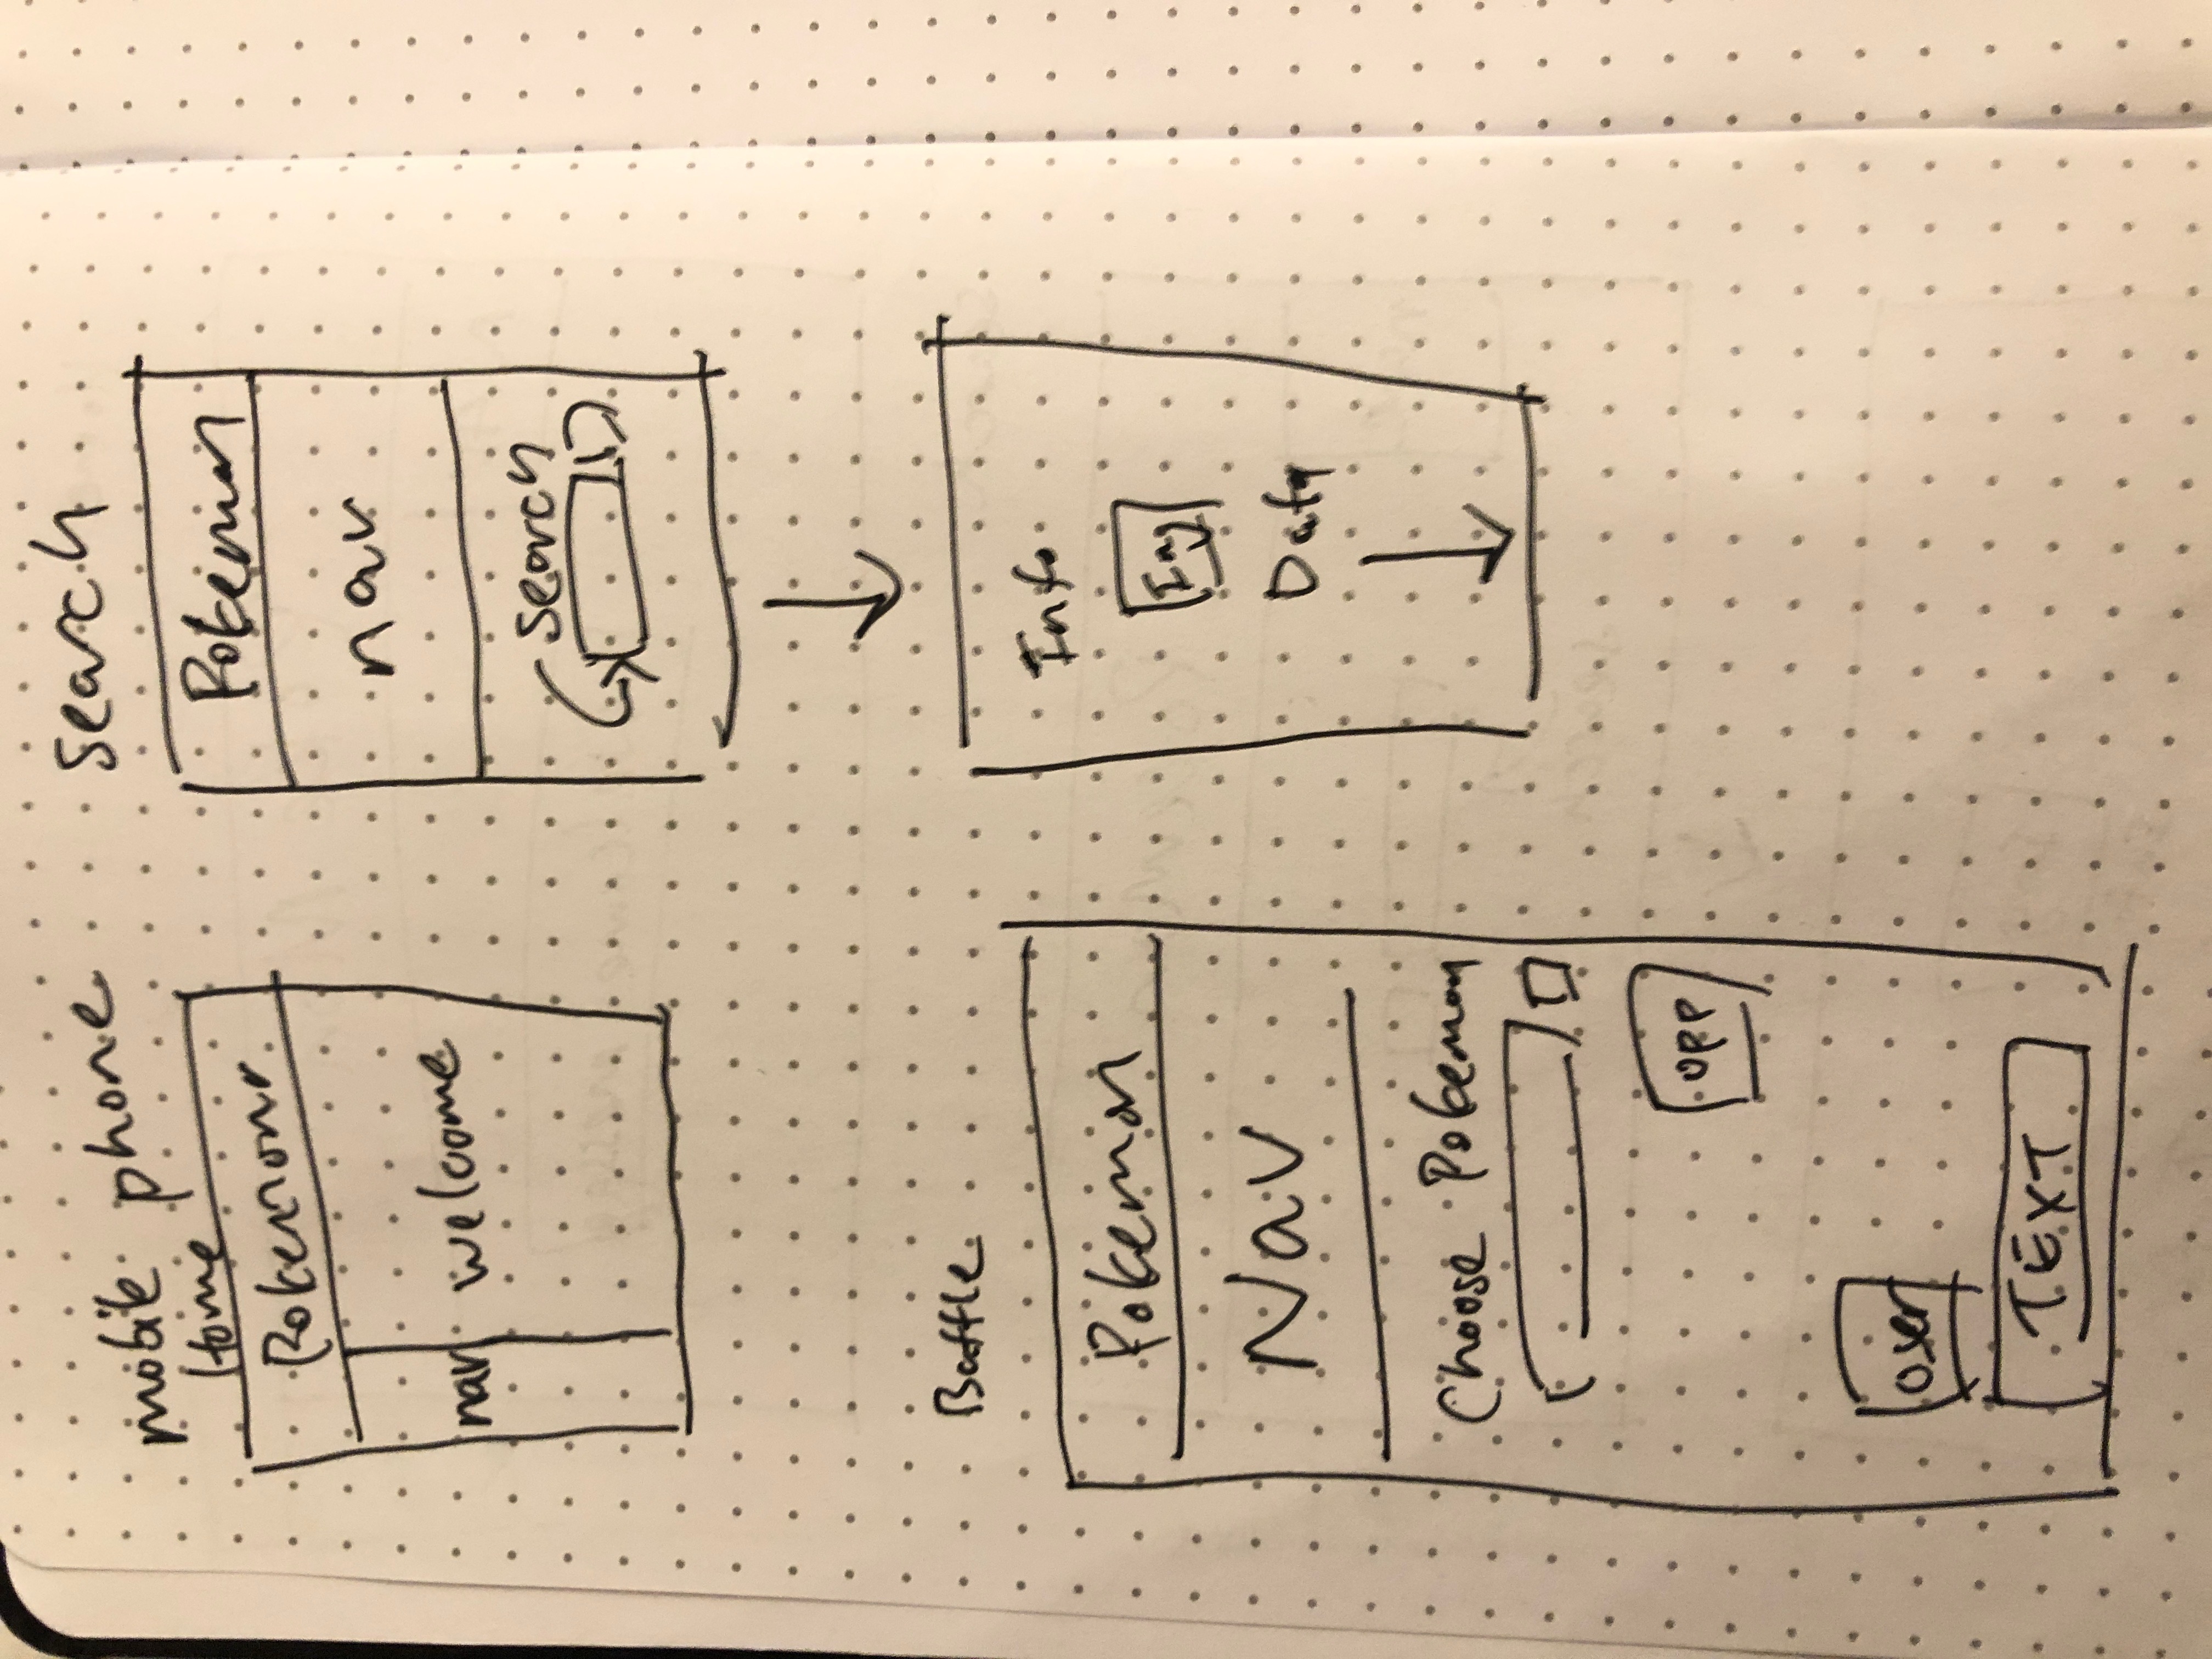 mobile phone
Home
Pokemon
nav
welcome
Search
Pokemon
nav
search
Battle
Pokemon
Nav
Choose Pokemon
opp
user
TEXT
Info
Img
Data